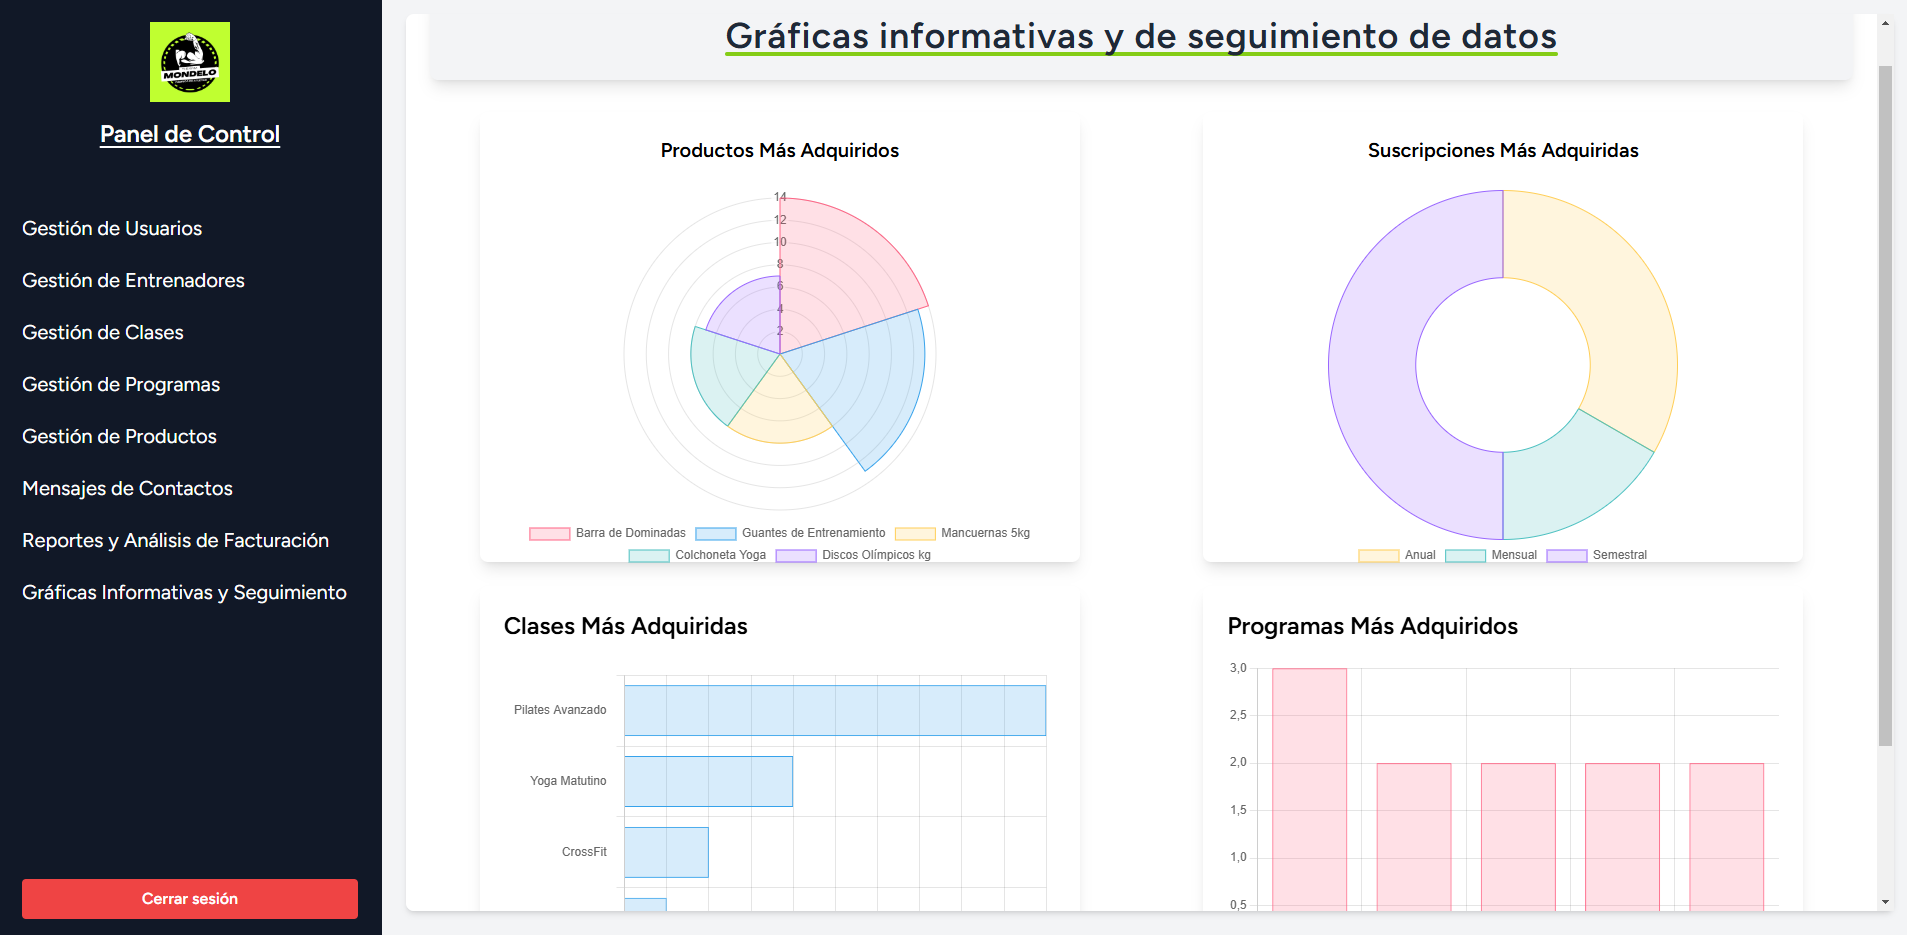 MONDELO
Panel de Control
Gestión de Usuarios
Gestión de Entrenadores
Gestión de Clases
Gestión de Programas
Gestión de Productos
Mensajes de Contactos
Reportes y Análisis de Facturación
Gráficas Informativas y Seguimiento
Cerrar sesión
Gráficas informativas y de seguimiento de datos
Productos Más Adquiridos
14
12
10
8
6
4
2
Barra de Dominadas Guantes de Entrenamiento Mancuernas 5kg
Colchoneta Yoga Discos Olímpicos kg
Suscripciones Más Adquiridas
Anual Mensual Semestral
Clases Más Adquiridas
Pilates Avanzado
Yoga Matutino
CrossFit
Programas Más Adquiridos
3,0
2,5
2,0
1,5
1,0
0,5